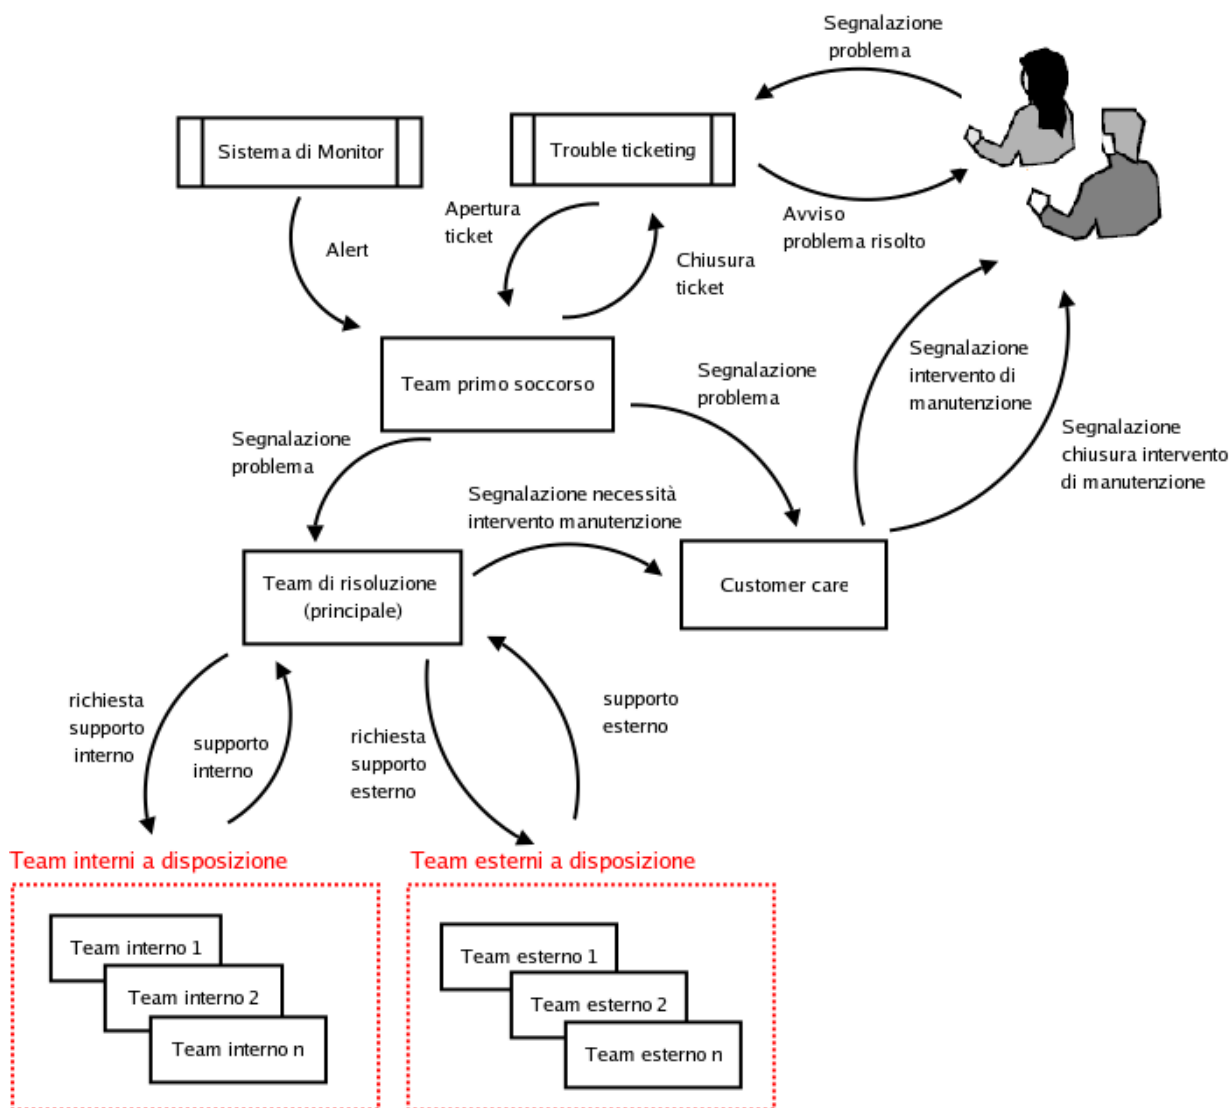 Segnalazione
problema
Sistema di Monitor
Trouble ticketing
Apertura
ticket
Avviso
problema risolto
Alert
Chiusura
ticket
Team primo soccorso
Segnalazione
problema
Segnalazione
intervento di
manutenzione
Segnalazione
problema
Segnalazione
chiusura intervento
di manutenzione
Segnalazione necessità
intervento manutenzione
Team di risoluzione
(principale)
Customer care
richiesta
supporto
interno
supporto
interno
richiesta
supporto
esterno
supporto
esterno
Team interni a disposizione
Team esterni a disposizione
Team interno 1
Team interno 2
Team interno n
Team esterno 1
Team esterno 2
Team esterno n